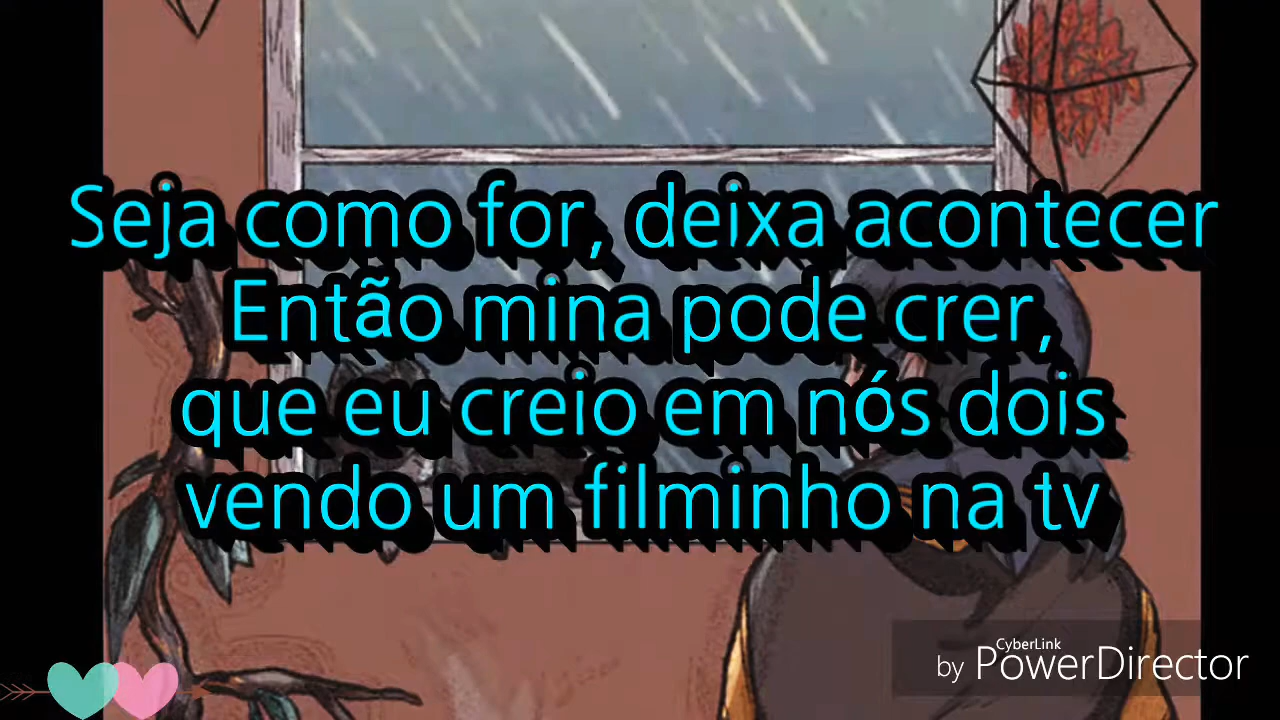 Seja como for, deixa acontecer
Então mina pode crer,
que eu creio em nós dois
vendo um filminho na tv
CyberLink
by PowerDirector